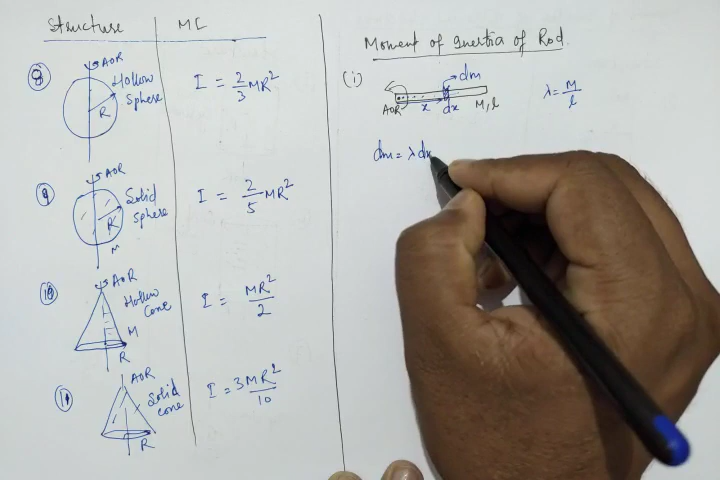 Structure MI
8 AOR
Hollow
Sphere
R
I = 2/3 MR²
9 AOR
Solid
sphere
R
M
I = 2/5 MR²
10 AOR
Hollow
Cone
M
R
I = MR²/2
11 AOR
Solid
cone
R
I = 3MR²/10
Moment of Inertia of Rod.
(i) dm
AOR x dx M, l
λ = M/l
dm = λ dx